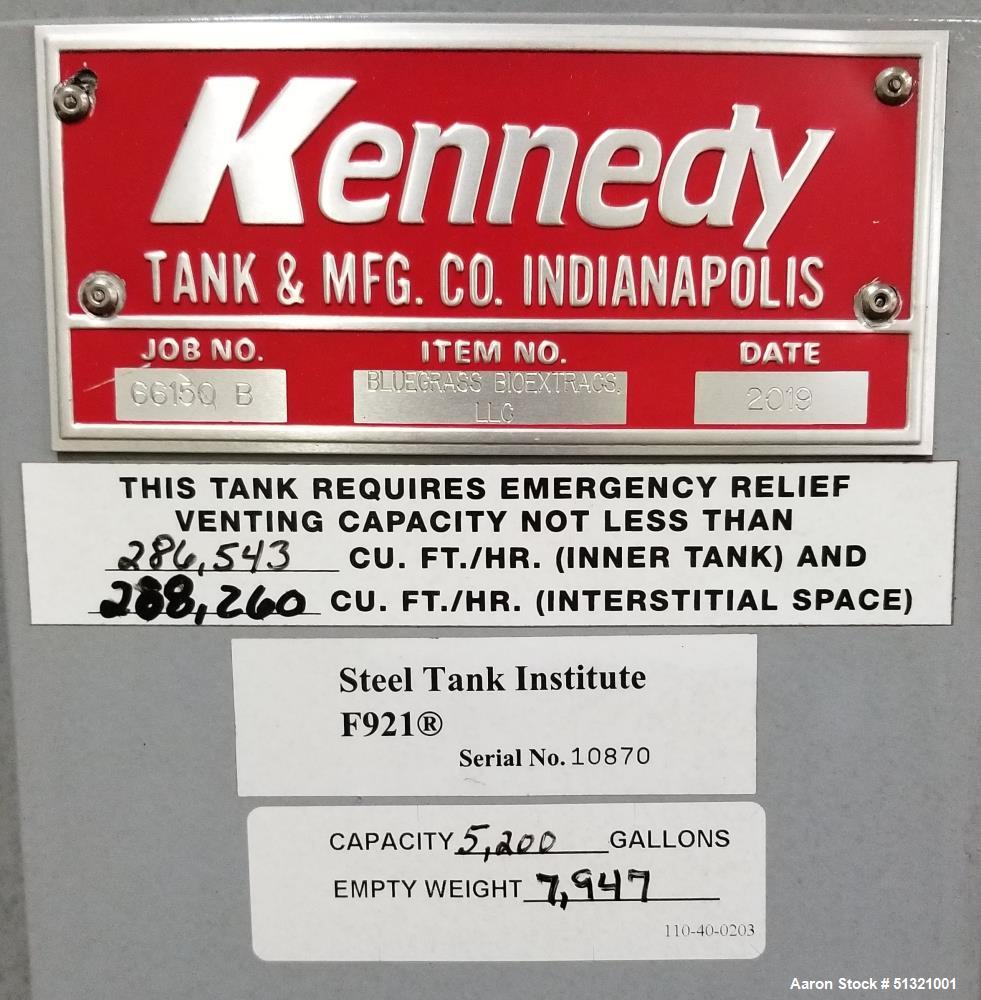 Kennedy
TANK & MFG. CO. INDIANAPOLIS
JOB NO. ITEM NO. DATE
66150 B BLUEGRASS BIOEXTRACS, 2019
LLC
THIS TANK REQUIRES EMERGENCY RELIEF
VENTING CAPACITY NOT LESS THAN
286,543 CU. FT./HR. (INNER TANK) AND
288,260 CU. FT./HR. (INTERSTITIAL SPACE)
Steel Tank Institute
F921®
Serial No. 10870
CAPACITY 5,200 GALLONS
EMPTY WEIGHT 7,947
110-40-0203
Aaron Stock # 51321001